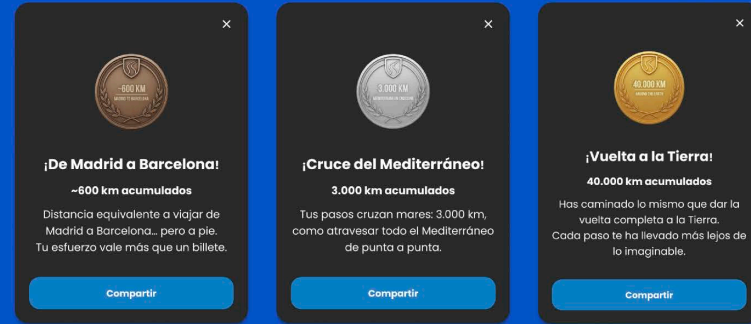 ~600 KM
¡De Madrid a Barcelona!
~600 km acumulados
Distancia equivalente a viajar de
Madrid a Barcelona... pero a pie.
Tu esfuerzo vale más que un billete.
Compartir
3.000 KM
¡Cruce del Mediterráneo!
3.000 km acumulados
Tus pasos cruzan mares: 3.000 km,
como atravesar todo el Mediterráneo
de punta a punta.
Compartir
40.000 KM
¡Vuelta a la Tierra!
40.000 km acumulados
Has caminado lo mismo que dar la
vuelta completa a la Tierra.
Cada paso te ha llevado más lejos de
lo imaginable.
Compartir